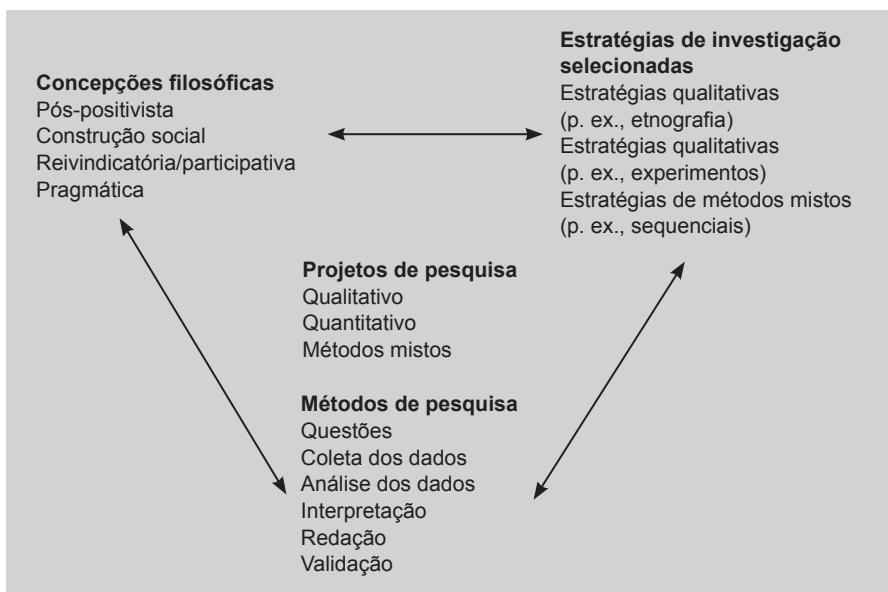 Concepções filosóficas
Pós-positivista
Construção social
Reivindicatória/participativa
Pragmática
Estratégias de investigação
selecionadas
Estratégias qualitativas
(p. ex., etnografia)
Estratégias qualitativas
(p. ex., experimentos)
Estratégias de métodos mistos
(p. ex., sequenciais)
Projetos de pesquisa
Qualitativo
Quantitativo
Métodos mistos
Métodos de pesquisa
Questões
Coleta dos dados
Análise dos dados
Interpretação
Redação
Validação